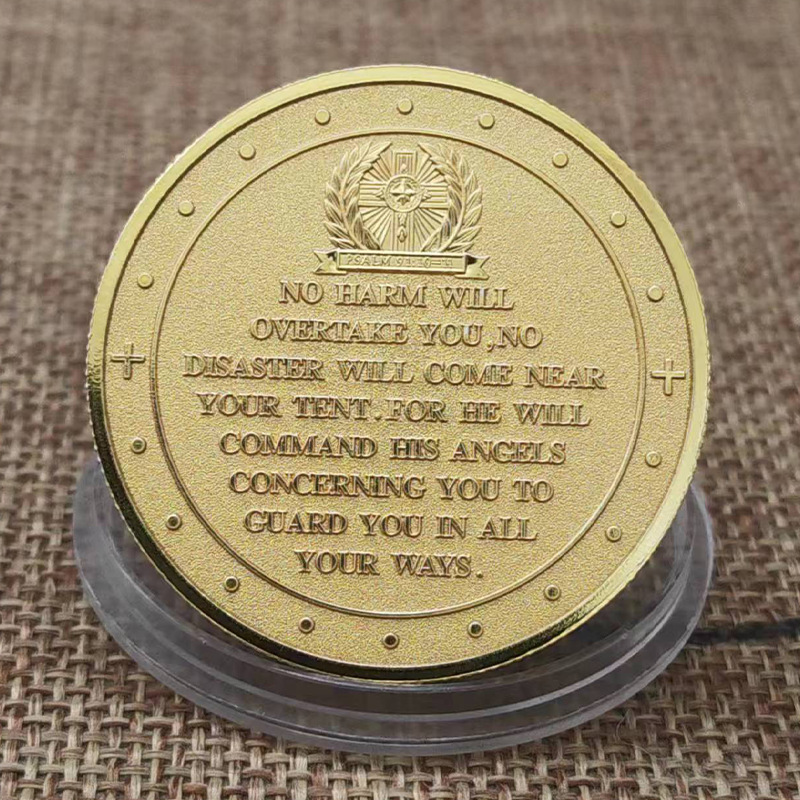 PSALM 91:10-11
NO HARM WILL
OVERTAKE YOU,NO
DISASTER WILL COME NEAR
YOUR TENT.FOR HE WILL
COMMAND HIS ANGELS
CONCERNING YOU TO
GUARD YOU IN ALL
YOUR WAYS.